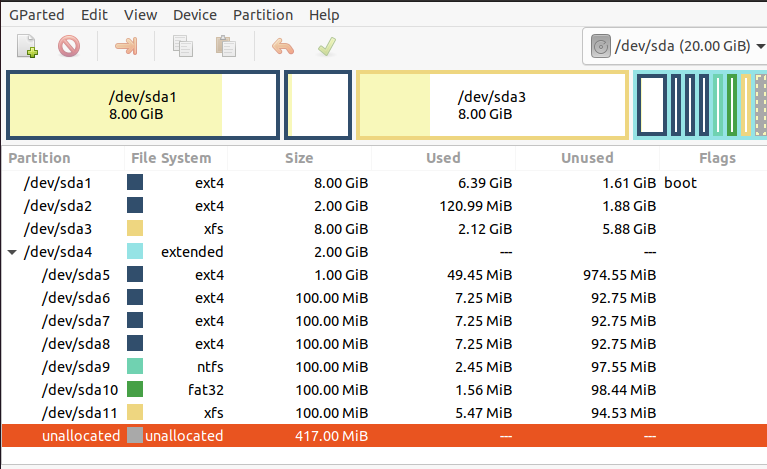 GParted Edit View Device Partition Help
/dev/sda (20.00 GiB)
/dev/sda1
8.00 GiB
/dev/sda3
8.00 GiB
Partition File System Size Used Unused Flags
/dev/sda1 ext4 8.00 GiB 6.39 GiB 1.61 GiB boot
/dev/sda2 ext4 2.00 GiB 120.99 MiB 1.88 GiB
/dev/sda3 xfs 8.00 GiB 2.12 GiB 5.88 GiB
/dev/sda4 extended 2.00 GiB --- ---
/dev/sda5 ext4 1.00 GiB 49.45 MiB 974.55 MiB
/dev/sda6 ext4 100.00 MiB 7.25 MiB 92.75 MiB
/dev/sda7 ext4 100.00 MiB 7.25 MiB 92.75 MiB
/dev/sda8 ext4 100.00 MiB 7.25 MiB 92.75 MiB
/dev/sda9 ntfs 100.00 MiB 2.45 MiB 97.55 MiB
/dev/sda10 fat32 100.00 MiB 1.56 MiB 98.44 MiB
/dev/sda11 xfs 100.00 MiB 5.47 MiB 94.53 MiB
unallocated unallocated 417.00 MiB --- ---